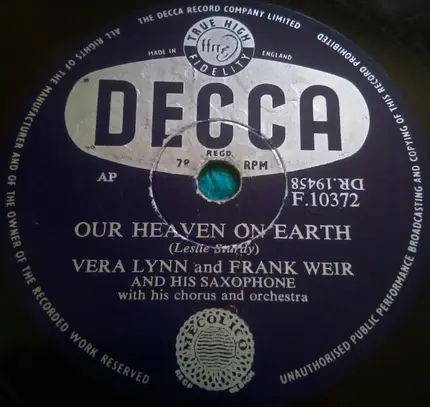 ALL RIGHTS OF THE MANUFACTURER AND OF THE OWNER OF THE RECORDED WORK RESERVED
THE DECCA RECORD COMPANY LIMITED
UNAUTHORISED PUBLIC PERFORMANCE BROADCASTING AND COPYING OF THIS RECORD PROHIBITED
TRUE HIGH
ffrr
FIDELITY
MADE IN ENGLAND
DECCA
REGD.
78 RPM
AP
DR.19458
F.10372
OUR HEAVEN ON EARTH
(Leslie Sturdy)
VERA LYNN and FRANK WEIR
AND HIS SAXOPHONE
with his chorus and orchestra